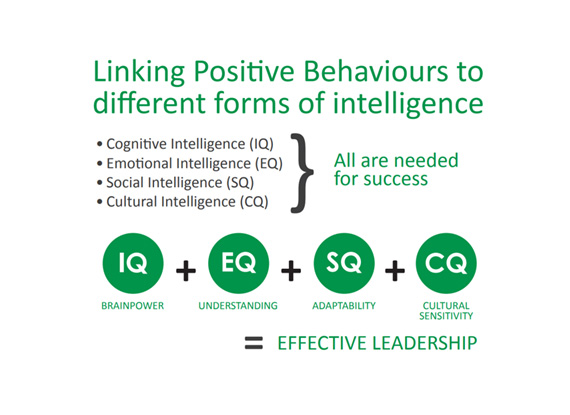 Linking Positive Behaviours to
different forms of intelligence
• Cognitive Intelligence (IQ)
• Emotional Intelligence (EQ)
• Social Intelligence (SQ)
• Cultural Intelligence (CQ)
All are needed
for success
IQ + EQ + SQ + CQ
BRAINPOWER UNDERSTANDING ADAPTABILITY CULTURAL
SENSITIVITY
= EFFECTIVE LEADERSHIP